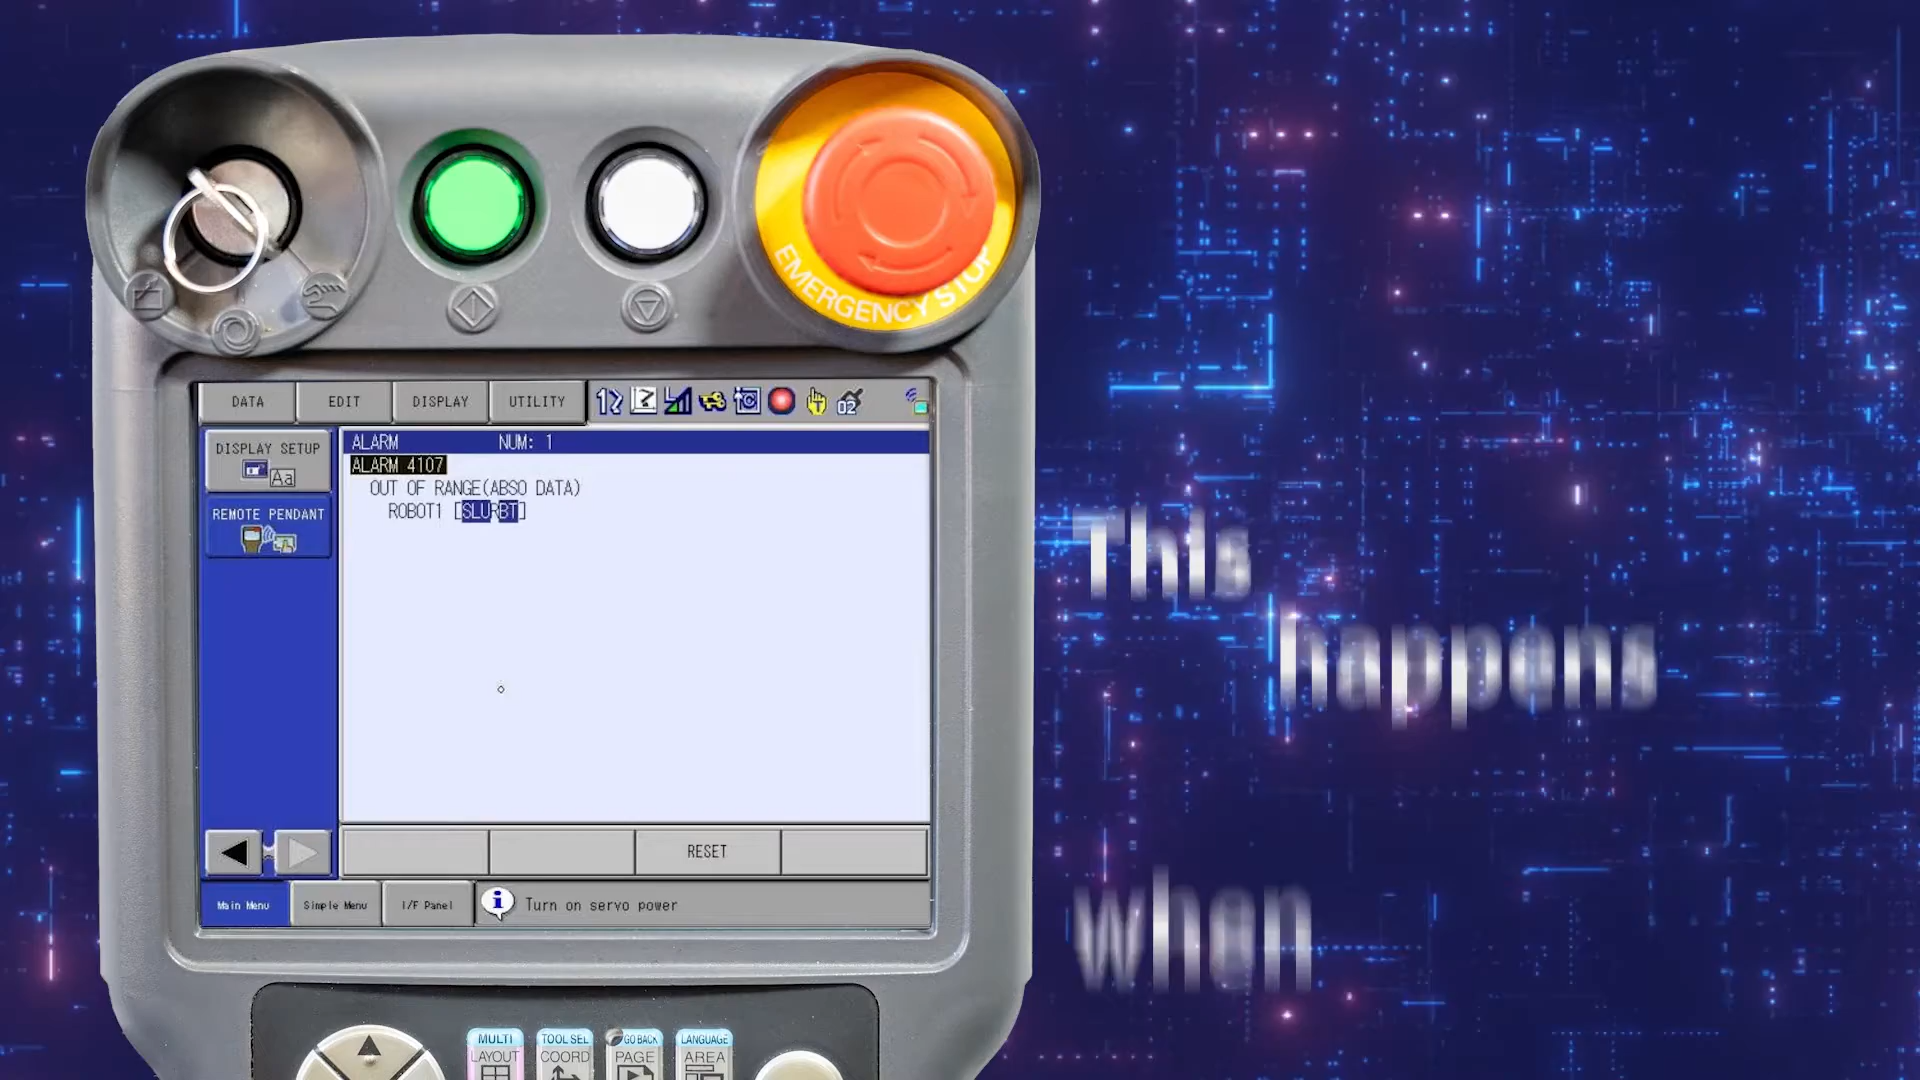 EMERGENCY STOP
DATA EDIT DISPLAY UTILITY
02
DISPLAY SETUP
Aa
REMOTE PENDANT
ALARM NUM: 1
ALARM 4107
OUT OF RANGE(ABSO DATA)
ROBOT1 [SLURBT]
RESET
Main Menu Simple Menu I/F Panel Turn on servo power
MULTI TOOL SEL GO BACK LANGUAGE
LAYOUT COORD PAGE AREA
This
happens
when